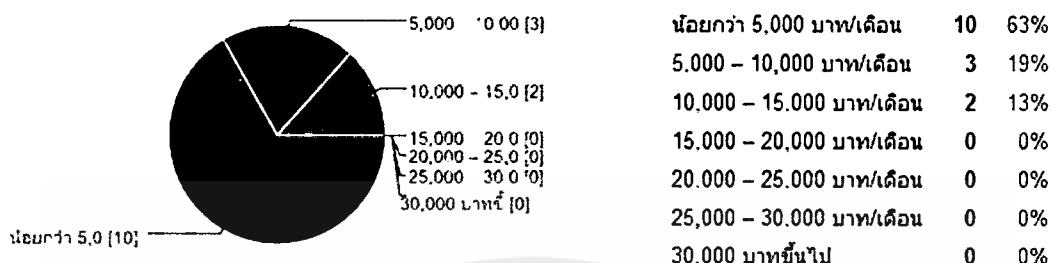 5,000 10 00 [3]
10,000 – 15,0 [2]
15,000 20 0 [0]
20,000 – 25,0 [0]
25,000 30 0 [0]
30,000 [0]
น้อยกว่า 5,0 [10]
น้อยกว่า 5,000 บาท/เดือน 10 63%
5,000 – 10,000 บาท/เดือน 3 19%
10,000 – 15.000 บาท/เดือน 2 13%
15,000 – 20,000 บาท/เดือน 0 0%
20.000 – 25.000 บาท/เดือน 0 0%
25,000 – 30.000 บาท/เดือน 0 0%
30.000 บาทขึ้นไป 0 0%